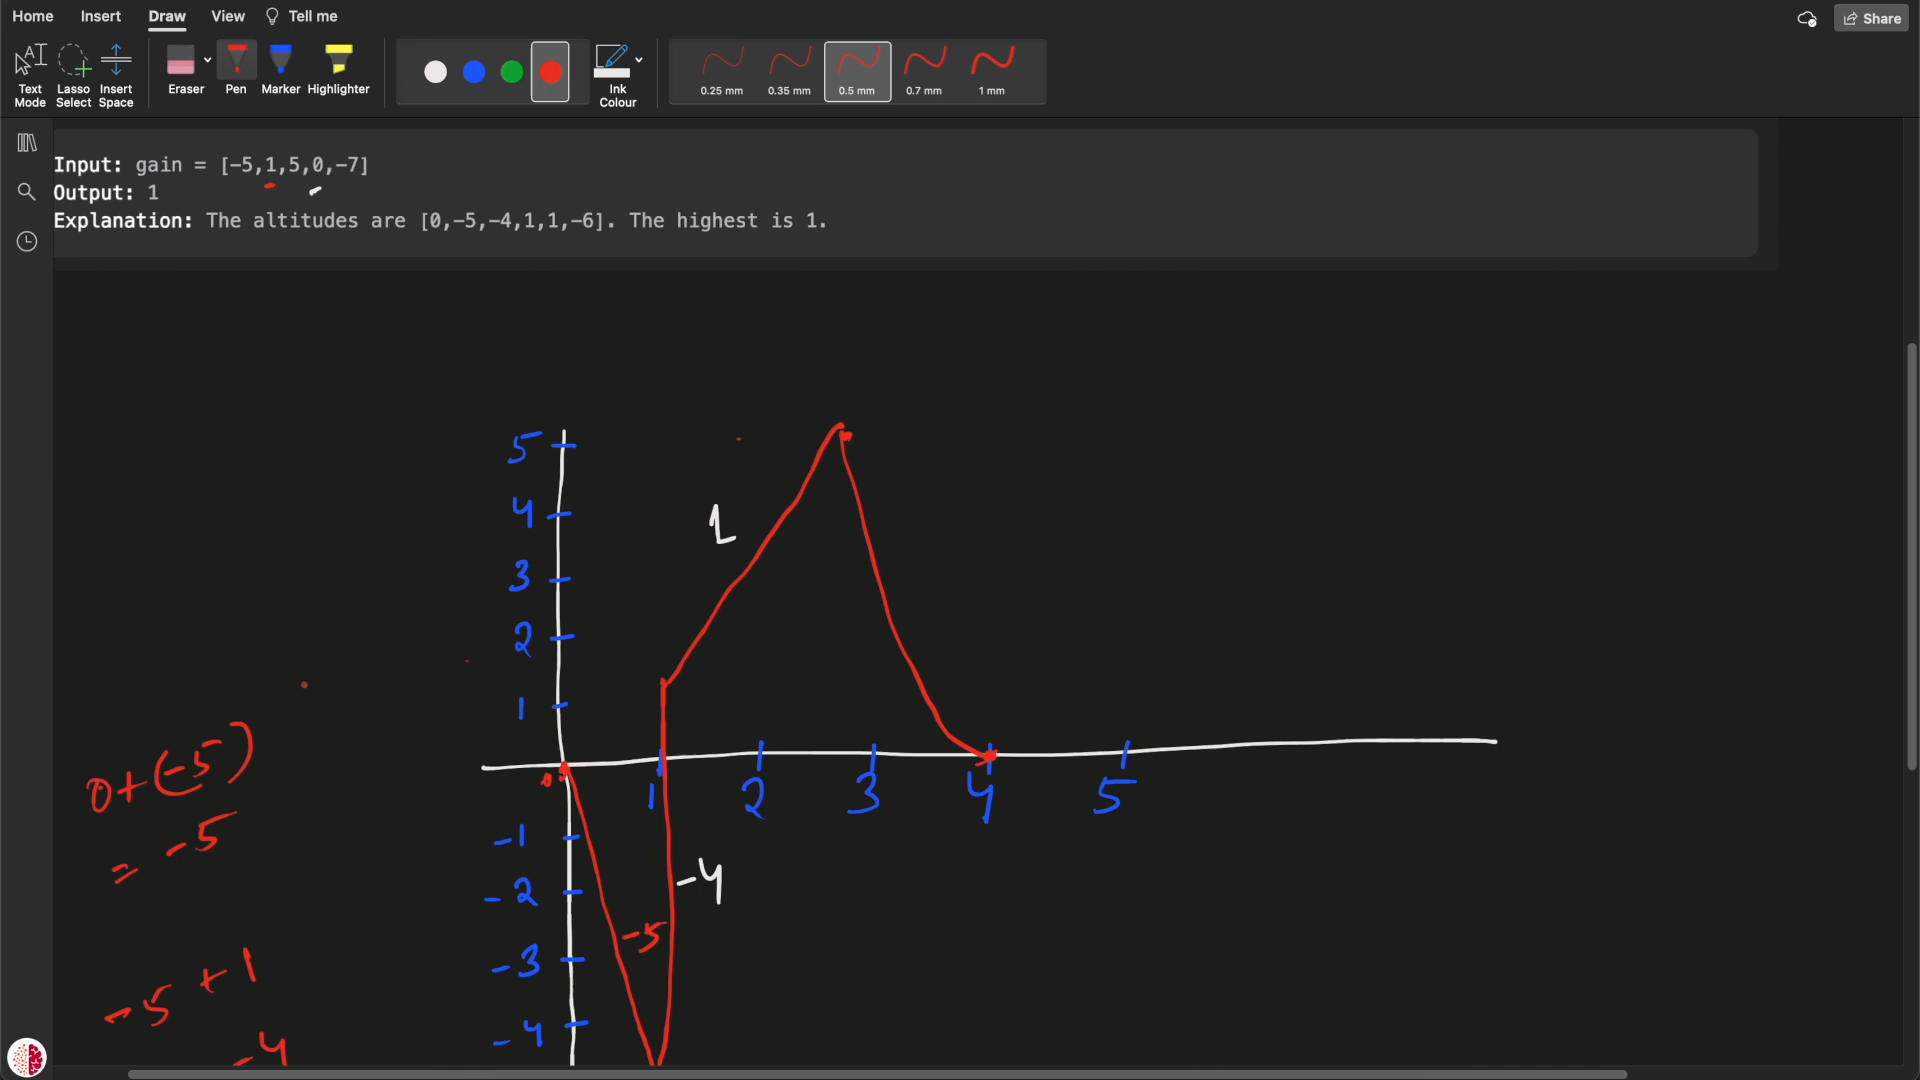 Home Insert Draw View Tell me
Share
Text Mode
Lasso Select
Insert Space
Eraser
Pen
Marker
Highlighter
Ink Colour
0.25 mm
0.35 mm
0.5 mm
0.7 mm
1 mm
Input: gain = [-5,1,5,0,-7]
Output: 1
Explanation: The altitudes are [0,-5,-4,1,1,-6]. The highest is 1.
5
4
1
3
2
1
0
1 2 3 4 5
0+(-5)
= -5
-1
-4
-2
-5
-3
-5 + 1
-4
-4